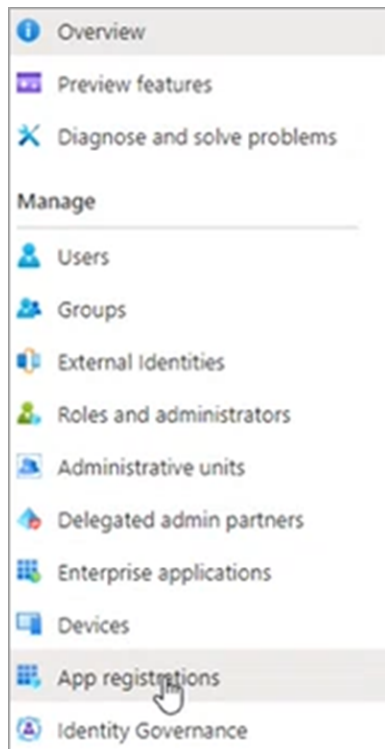 Overview
Preview features
Diagnose and solve problems
Manage
Users
Groups
External Identities
Roles and administrators
Administrative units
Delegated admin partners
Enterprise applications
Devices
App registrations
Identity Governance